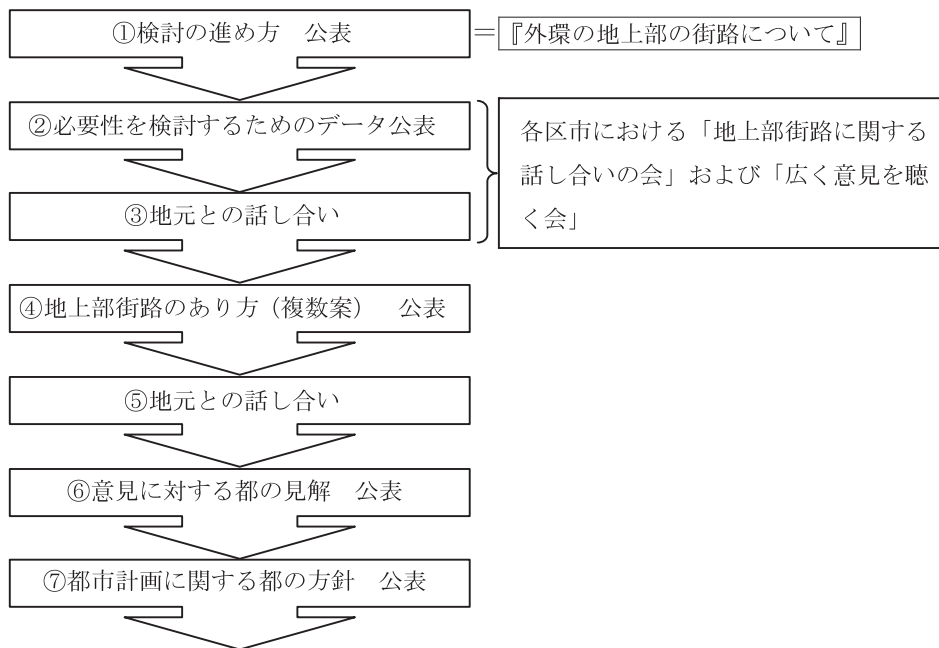 ①検討の進め方　公表
＝『外環の地上部の街路について』
②必要性を検討するためのデータ公表
各区市における「地上部街路に関する
話し合いの会」および「広く意見を聴
く会」
③地元との話し合い
④地上部街路のあり方（複数案）　公表
⑤地元との話し合い
⑥意見に対する都の見解　公表
⑦都市計画に関する都の方針　公表